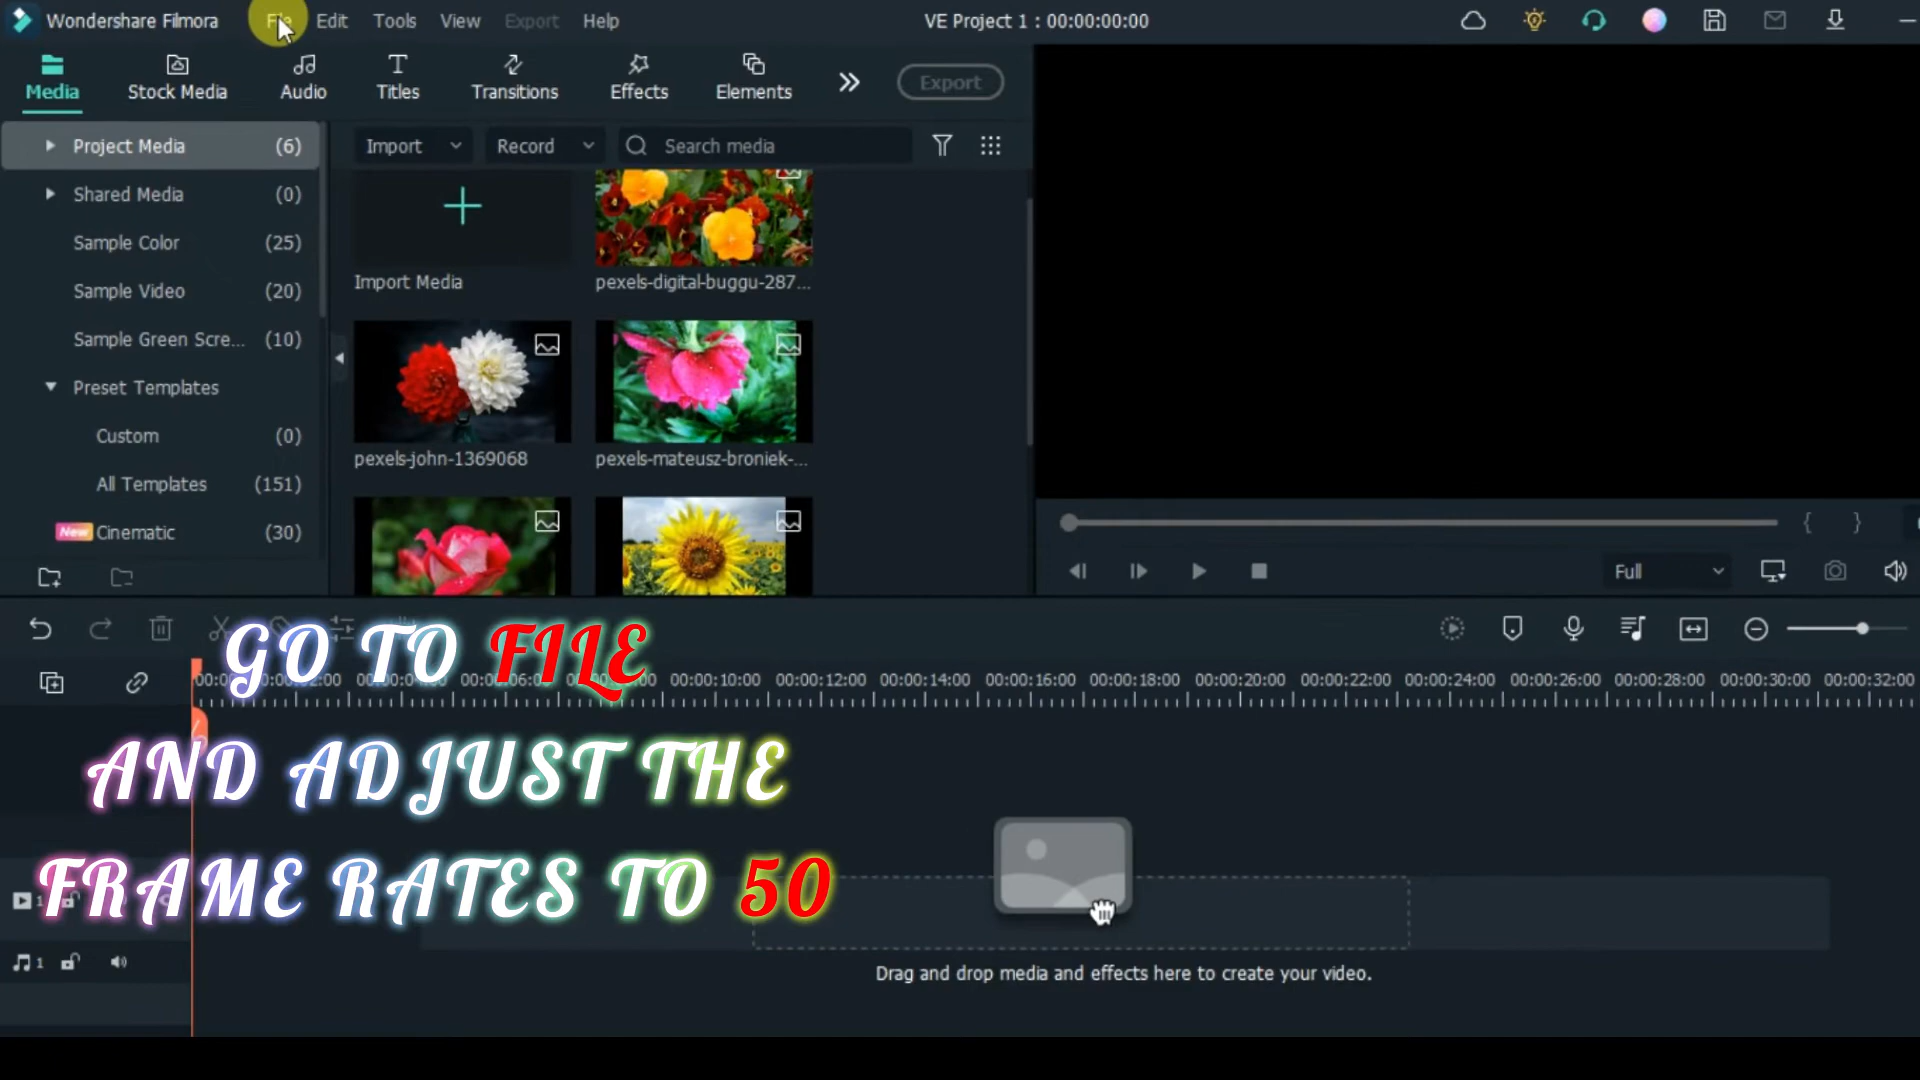 Wondershare Filmora File Edit Tools View Export Help VE Project 1 : 00:00:00:00
Media Stock Media Audio Titles Transitions Effects Elements Export
Project Media (6)
Import Record Search media
Shared Media (0)
Sample Color (25)
Sample Video (20)
Sample Green Scre... (10)
Preset Templates
Custom (0)
All Templates (151)
New Cinematic (30)
Import Media pexels-digital-buggu-287...
pexels-john-1369068 pexels-mateusz-broniek-...
Full
GO TO FILE
00:00:10:00 00:00:12:00 00:00:14:00 00:00:16:00 00:00:18:00 00:00:20:00 00:00:22:00 00:00:24:00 00:00:26:00 00:00:28:00 00:00:30:00 00:00:32:00
AND ADJUST THE
FRAME RATES TO 50
1
1
Drag and drop media and effects here to create your video.